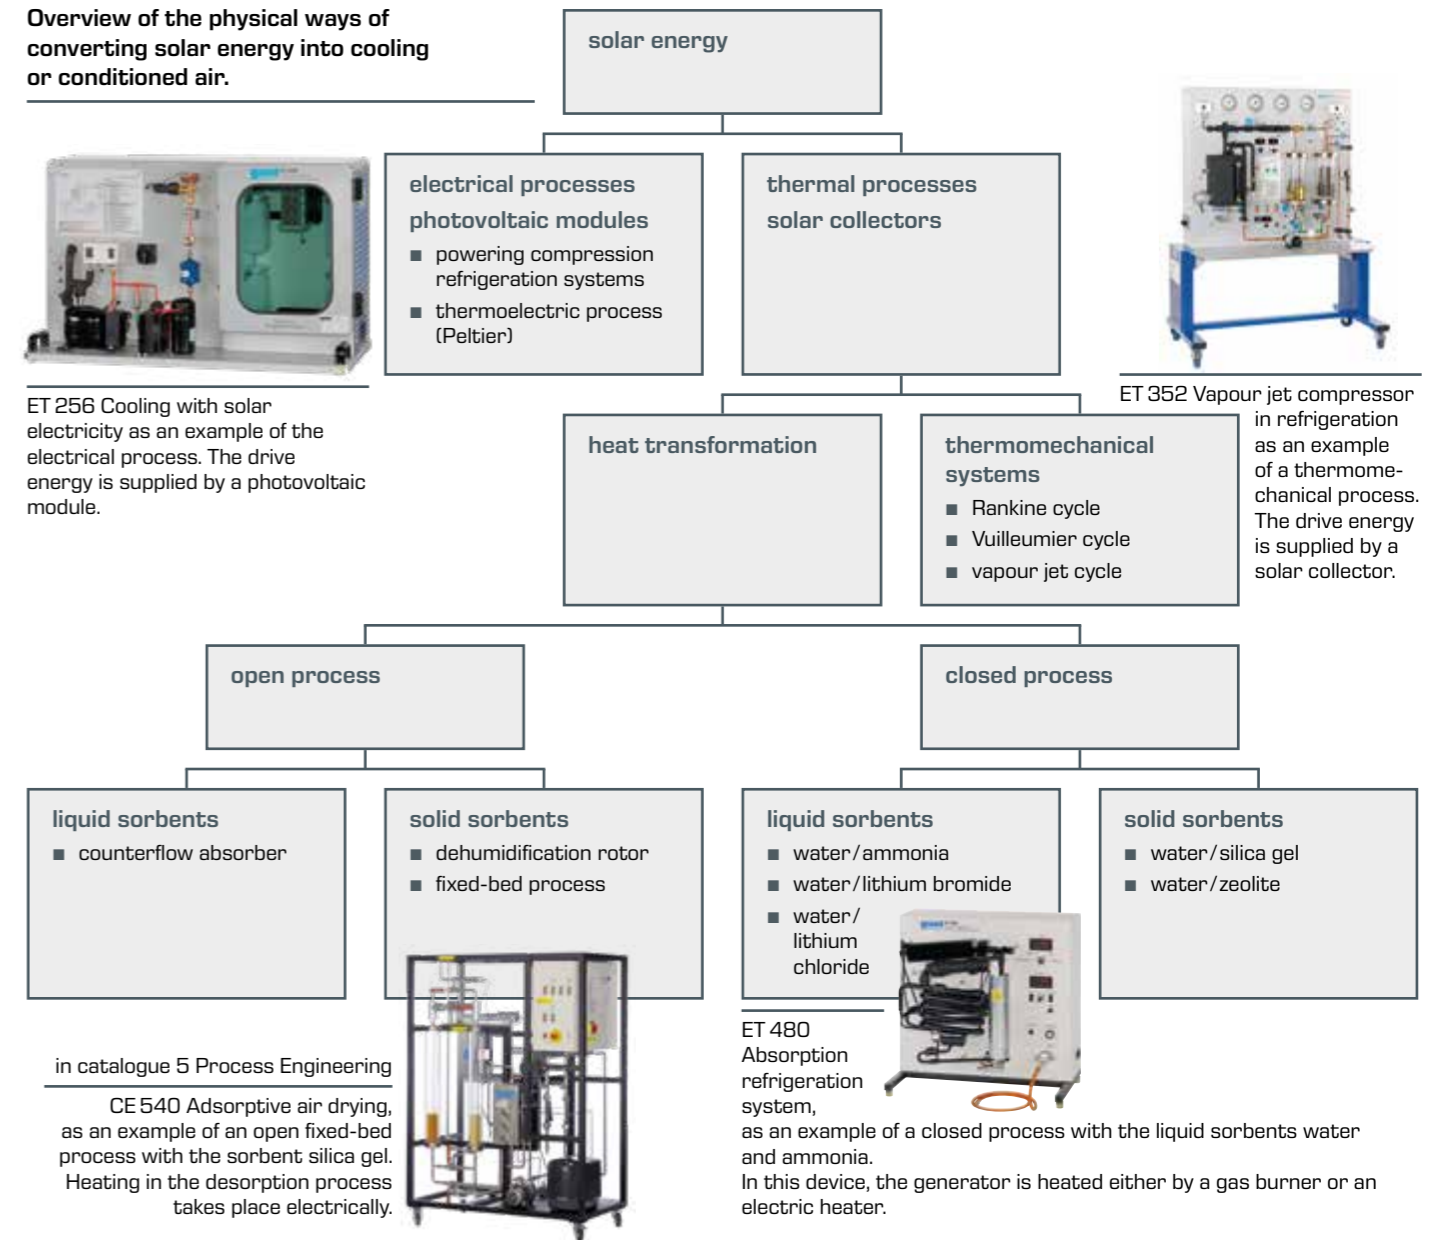 Overview of the physical ways of
converting solar energy into cooling
or conditioned air.
solar energy
electrical processes
photovoltaic modules
■ powering compression
refrigeration systems
■ thermoelectric process
(Peltier)
thermal processes
solar collectors
ET 256 Cooling with solar
electricity as an example of the
electrical process. The drive
energy is supplied by a photovoltaic
module.
ET 352 Vapour jet compressor
in refrigeration
as an example
of a thermome-
chanical process.
The drive energy
is supplied by a
solar collector.
heat transformation
thermomechanical
systems
■ Rankine cycle
■ Vuilleumier cycle
■ vapour jet cycle
open process
closed process
liquid sorbents
■ counterflow absorber
solid sorbents
■ dehumidification rotor
■ fixed-bed process
liquid sorbents
■ water/ammonia
■ water/lithium bromide
■ water/
lithium
chloride
solid sorbents
■ water/silica gel
■ water/zeolite
in catalogue 5 Process Engineering
CE 540 Adsorptive air drying,
as an example of an open fixed-bed
process with the sorbent silica gel.
Heating in the desorption process
takes place electrically.
ET 480
Absorption
refrigeration
system,
as an example of a closed process with the liquid sorbents water
and ammonia.
In this device, the generator is heated either by a gas burner or an
electric heater.